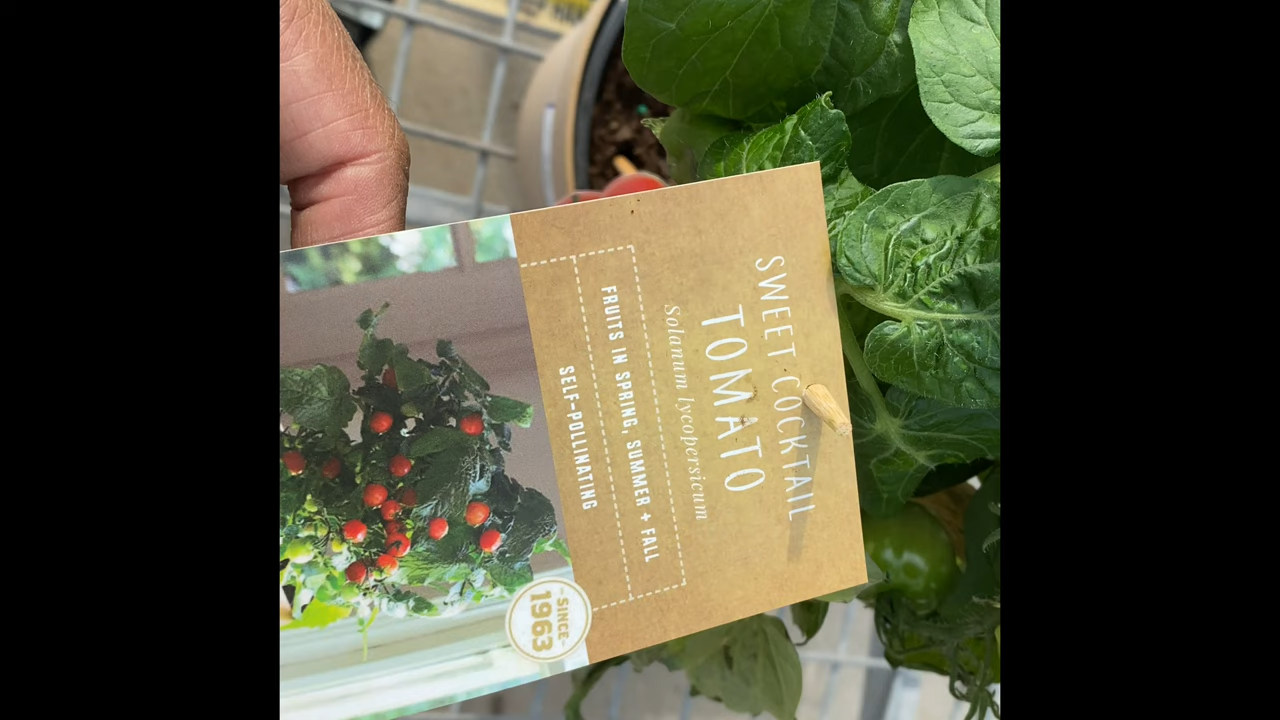 SWEET COCKTAIL
TOMATO
Solanum lycopersicum
FRUITS IN SPRING, SUMMER + FALL
SELF-POLLINATING
-SINCE-
1963